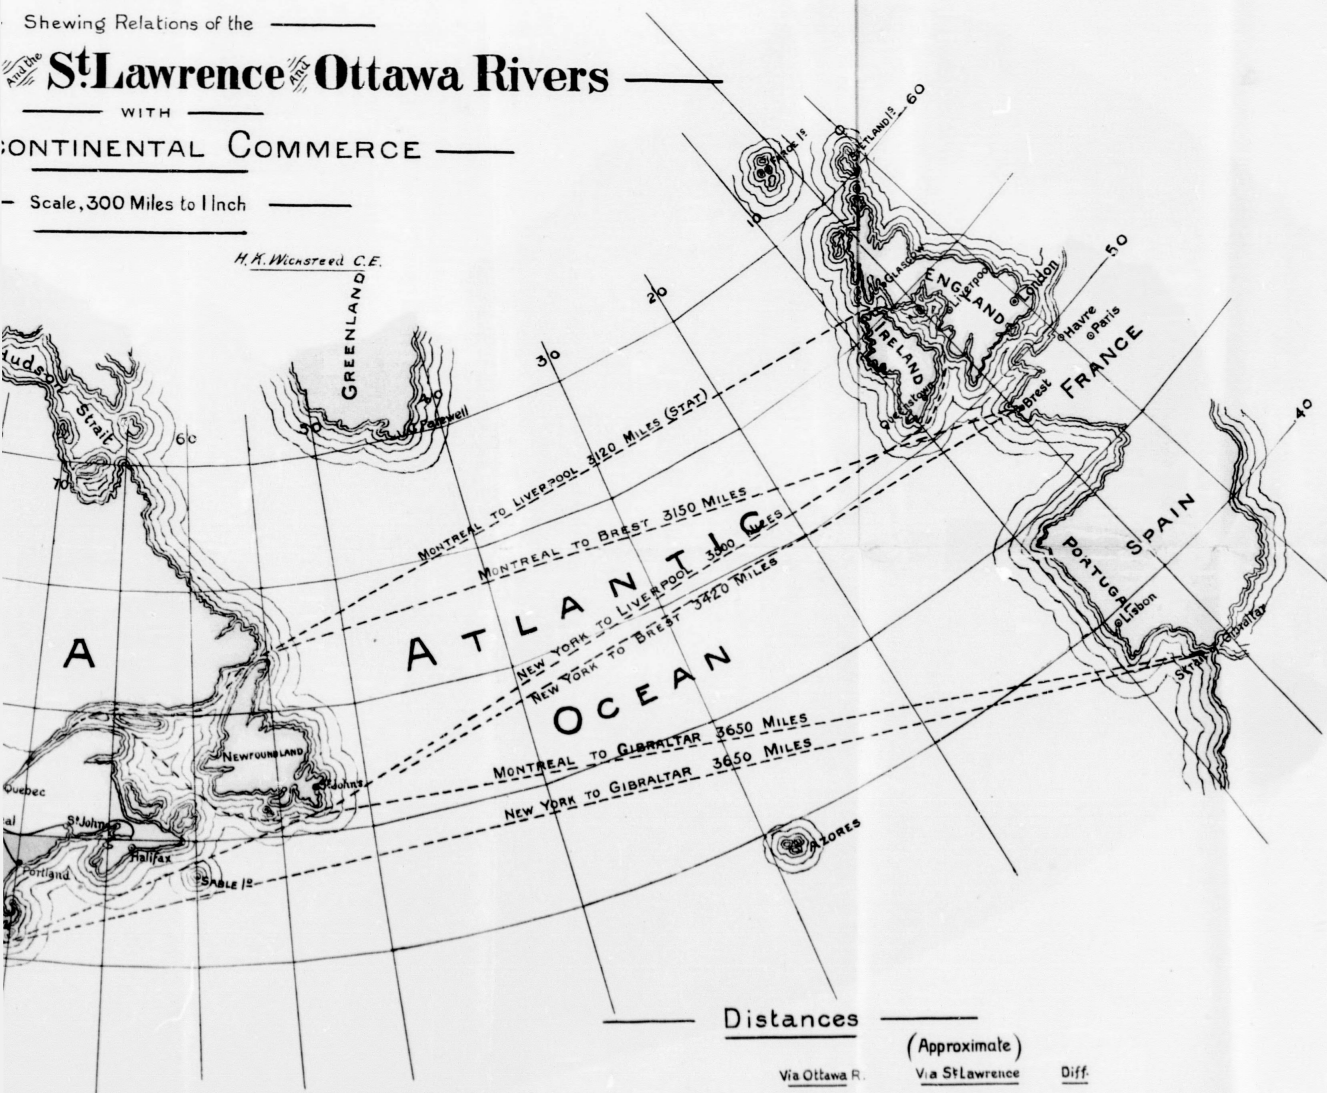 Shewing Relations of the
And the St. Lawrence and Ottawa Rivers
WITH
CONTINENTAL COMMERCE
Scale, 300 Miles to 1 Inch
H. K. Wicksteed C.E.
GREENLAND
Hudson
Strait
Farewell
70
60
50
40
30
20
10
0
60
50
40
FAROE Is
SHETLAND Is
GLASGOW
ENGLAND
Liverpool
London
IRELAND
Queenstown
Havre
Paris
FRANCE
Brest
SPAIN
PORTUGAL
Lisbon
Strait
Gibraltar
MONTREAL TO LIVERPOOL 3120 MILES (STAT)
MONTREAL TO BREST 3150 MILES
ATLANTIC
NEW YORK TO LIVERPOOL 3500 MILES
NEW YORK TO BREST 3420 MILES
OCEAN
MONTREAL TO GIBRALTAR 3650 MILES
NEW YORK TO GIBRALTAR 3650 MILES
A
NEWFOUNDLAND
St Johns
Quebec
al
St John
Halifax
Portland
SABLE Is
AZORES
Distances
(Approximate)
Via Ottawa R. Via St Lawrence Diff.